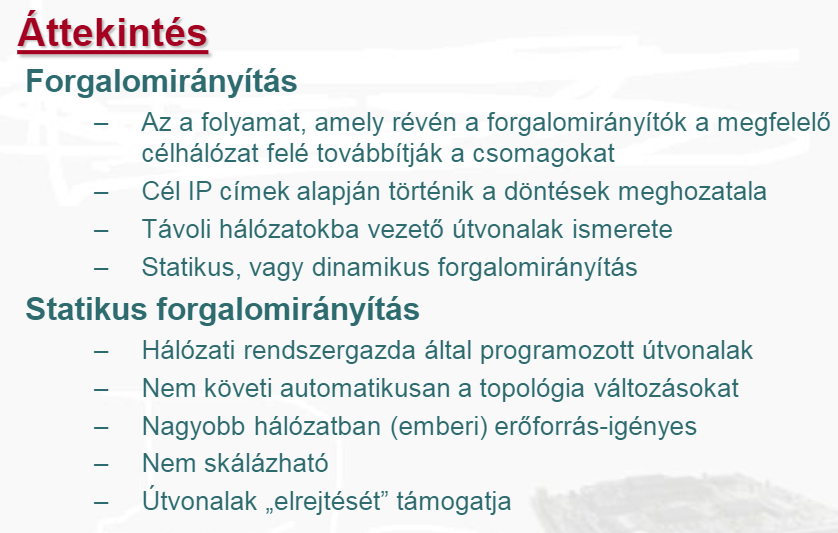 Áttekintés
Forgalomirányítás
– Az a folyamat, amely révén a forgalomirányítók a megfelelő
célhálózat felé továbbítják a csomagokat
– Cél IP címek alapján történik a döntések meghozatala
– Távoli hálózatokba vezető útvonalak ismerete
– Statikus, vagy dinamikus forgalomirányítás
Statikus forgalomirányítás
– Hálózati rendszergazda által programozott útvonalak
– Nem követi automatikusan a topológia változásokat
– Nagyobb hálózatban (emberi) erőforrás-igényes
– Nem skálázható
– Útvonalak „elrejtését” támogatja